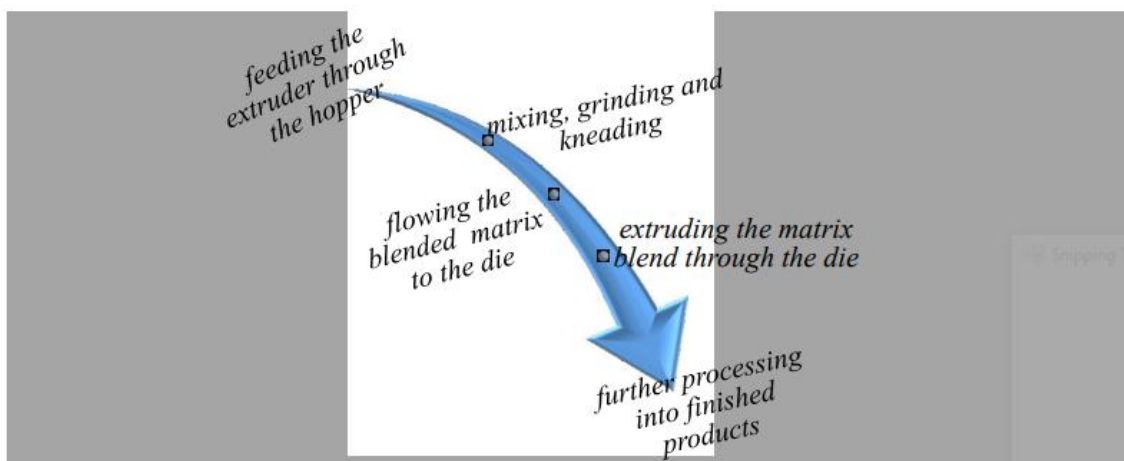 feeding the
extruder through
the hopper
mixing, grinding and
kneading
flowing the
blended matrix
to the die
extruding the matrix
blend through the die
Snipping
further processing
into finished
products